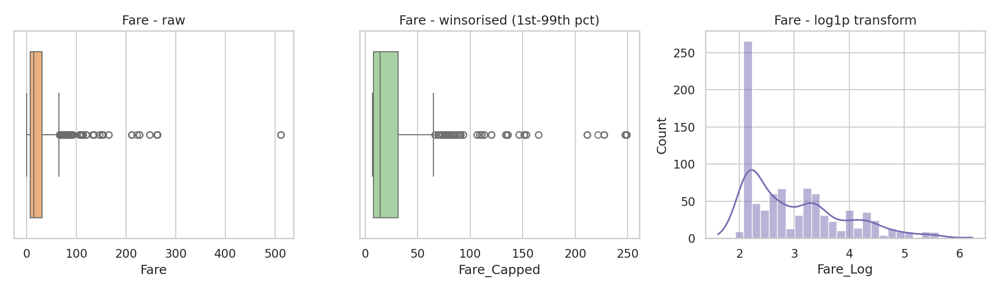 Fare - raw
0 100 200 300 400 500
Fare
Fare - winsorised (1st-99th pct)
0 50 100 150 200 250
Fare_Capped
Fare - log1p transform
250
200
150
100
50
0
Count
2 3 4 5 6
Fare_Log